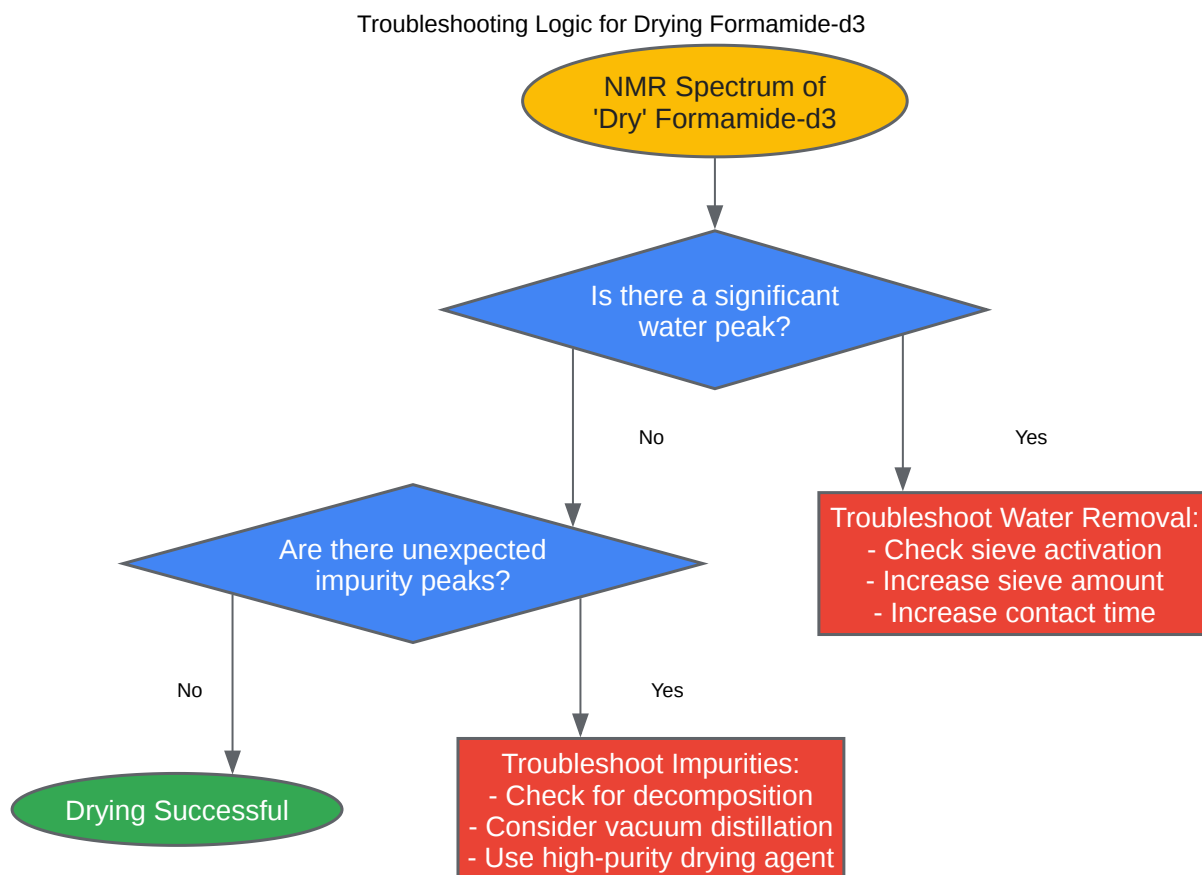 Troubleshooting Logic for Drying Formamide-d3
NMR Spectrum of
'Dry' Formamide-d3
Is there a significant
water peak?
No
Yes
Troubleshoot Water Removal:
- Check sieve activation
- Increase sieve amount
- Increase contact time
Are there unexpected
impurity peaks?
No
Yes
Drying Successful
Troubleshoot Impurities:
- Check for decomposition
- Consider vacuum distillation
- Use high-purity drying agent